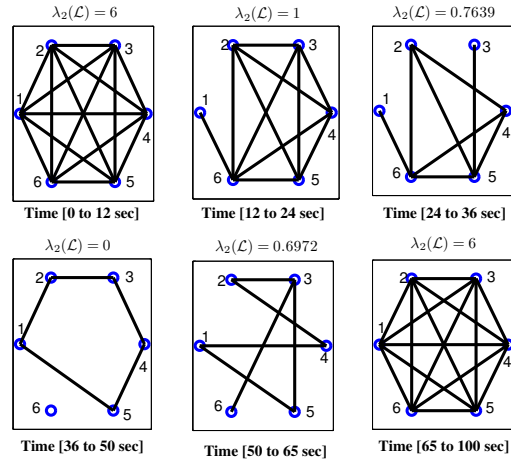 λ₂(ℒ) = 6
λ₂(ℒ) = 1
λ₂(ℒ) = 0.7639
2 3
1 4
6 5
2 3
1 4
6 5
2 3
1 4
6 5
Time [0 to 12 sec]
Time [12 to 24 sec]
Time [24 to 36 sec]
λ₂(ℒ) = 0
λ₂(ℒ) = 0.6972
λ₂(ℒ) = 6
2 3
1 4
6 5
2 3
1 4
6 5
2 3
1 4
6 5
Time [36 to 50 sec]
Time [50 to 65 sec]
Time [65 to 100 sec]